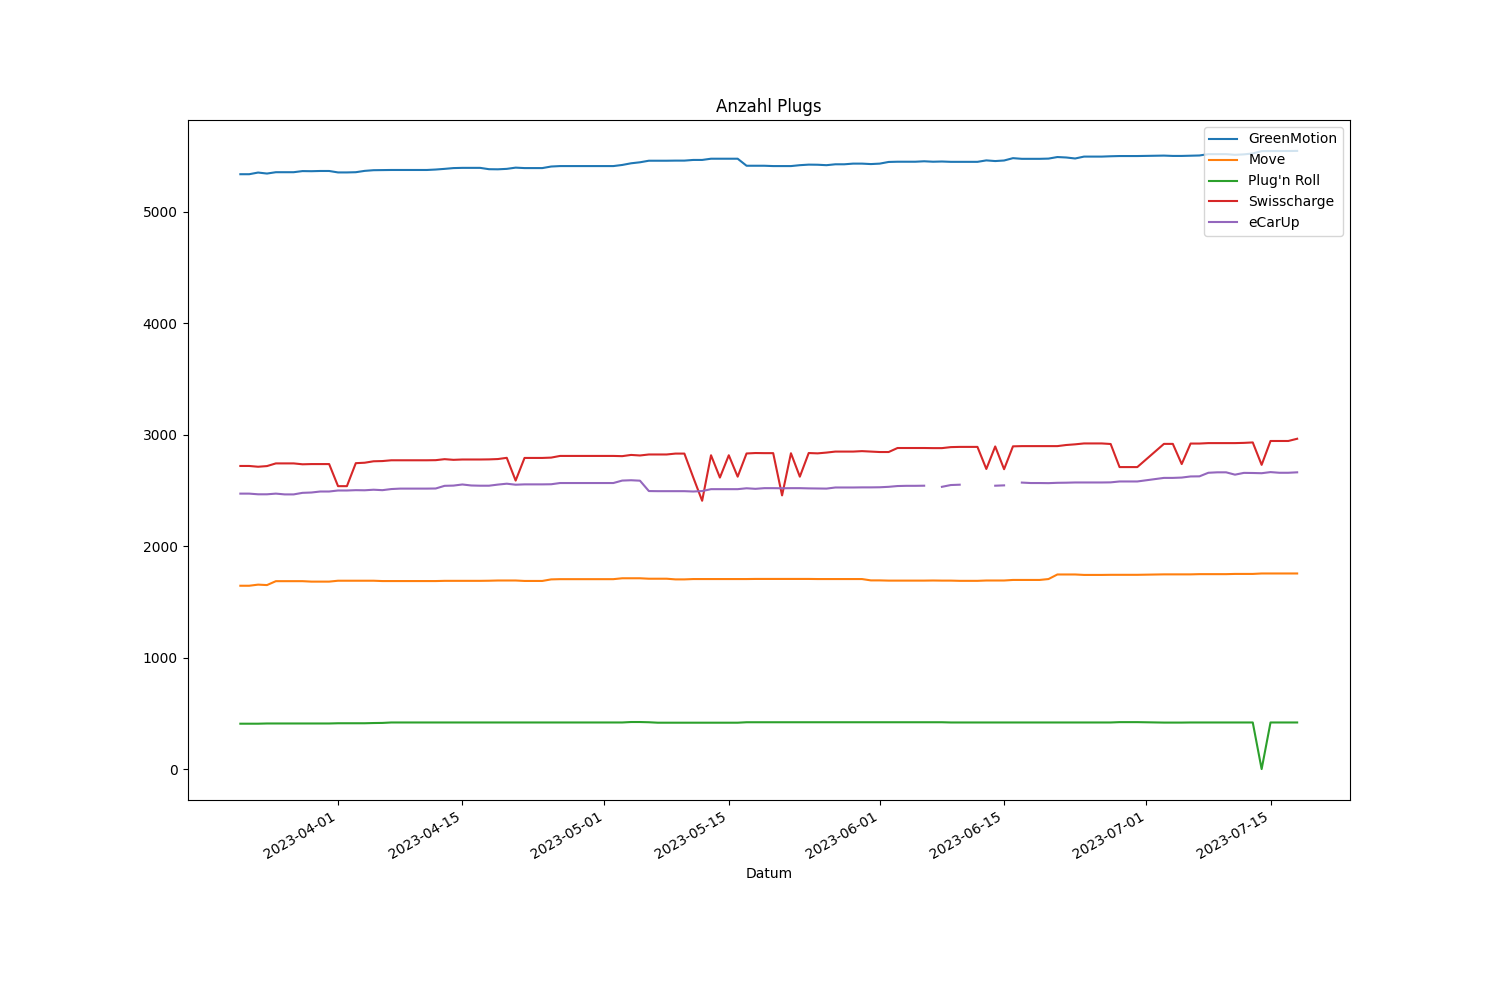 Anzahl Plugs
GreenMotion
Move
Plug'n Roll
Swisscharge
eCarUp
5000
4000
3000
2000
1000
0
2023-04-01
2023-04-15
2023-05-01
2023-05-15
2023-06-01
2023-06-15
2023-07-01
2023-07-15
Datum